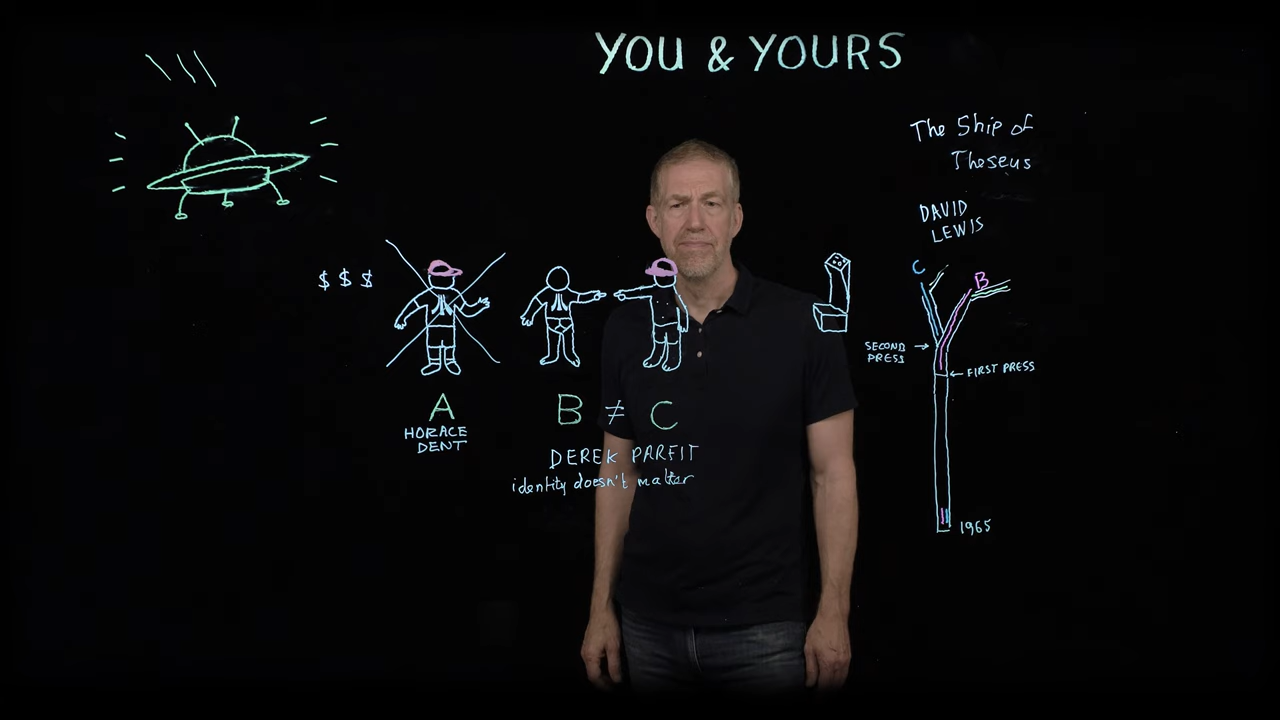 YOU & YOURS
The Ship of
Theseus
DAVID
LEWIS
$ $ $
C
B
SECOND
PRESS
FIRST PRESS
A
B ≠ C
HORACE
DENT
DEREK PARFIT
identity doesn't matter
1965